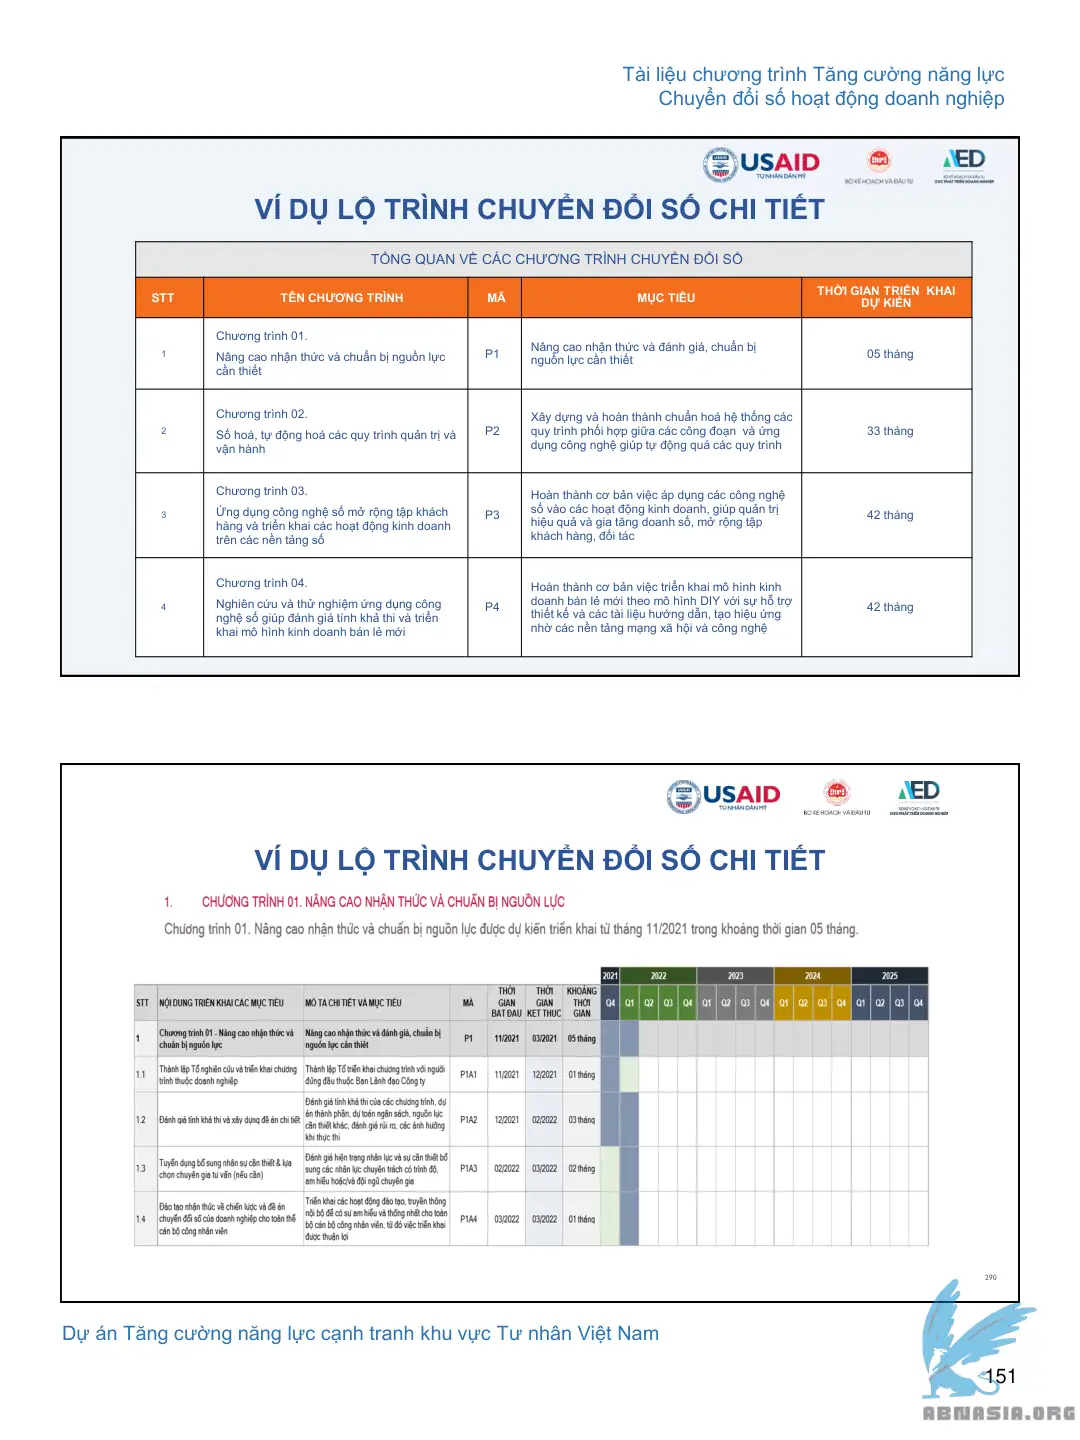 Tài liệu chương trình Tăng cường năng lực
Chuyển đổi số hoạt động doanh nghiệp
USAID
TỪ NHÂN DÂN MỸ
BỘ KẾ HOẠCH VÀ ĐẦU TƯ
AED
BỘ KẾ HOẠCH VÀ ĐẦU TƯ
CỤC PHÁT TRIỂN DOANH NGHIỆP
VÍ DỤ LỘ TRÌNH CHUYỂN ĐỔI SỐ CHI TIẾT
TỔNG QUAN VỀ CÁC CHƯƠNG TRÌNH CHUYỂN ĐỔI SỐ
STT
TÊN CHƯƠNG TRÌNH
MÃ
MỤC TIÊU
THỜI GIAN TRIỂN KHAI
DỰ KIẾN
1
Chương trình 01.
Nâng cao nhận thức và chuẩn bị nguồn lực
cần thiết
P1
Nâng cao nhận thức và đánh giá, chuẩn bị
nguồn lực cần thiết
05 tháng
2
Chương trình 02.
Số hoá, tự động hoá các quy trình quản trị và
vận hành
P2
Xây dựng và hoàn thành chuẩn hoá hệ thống các
quy trình phối hợp giữa các công đoạn và ứng
dụng công nghệ giúp tự động quá các quy trình
33 tháng
3
Chương trình 03.
Ứng dụng công nghệ số mở rộng tập khách
hàng và triển khai các hoạt động kinh doanh
trên các nền tảng số
P3
Hoàn thành cơ bản việc áp dụng các công nghệ
số vào các hoạt động kinh doanh, giúp quản trị
hiệu quả và gia tăng doanh số, mở rộng tập
khách hàng, đối tác
42 tháng
4
Chương trình 04.
Nghiên cứu và thử nghiệm ứng dụng công
nghệ số giúp đánh giá tính khả thi và triển
khai mô hình kinh doanh bán lẻ mới
P4
Hoàn thành cơ bản việc triển khai mô hình kinh
doanh bán lẻ mới theo mô hình DIY với sự hỗ trợ
thiết kế và các tài liệu hướng dẫn, tạo hiệu ứng
nhờ các nền tảng mạng xã hội và công nghệ
42 tháng
USAID
TỪ NHÂN DÂN MỸ
BỘ KẾ HOẠCH VÀ ĐẦU TƯ
AED
BỘ KẾ HOẠCH VÀ ĐẦU TƯ
CỤC PHÁT TRIỂN DOANH NGHIỆP
VÍ DỤ LỘ TRÌNH CHUYỂN ĐỔI SỐ CHI TIẾT
1. CHƯƠNG TRÌNH 01. NÂNG CAO NHẬN THỨC VÀ CHUẨN BỊ NGUỒN LỰC
Chương trình 01. Nâng cao nhận thức và chuẩn bị nguồn lực được dự kiến triển khai từ tháng 11/2021 trong khoảng thời gian 05 tháng.
2021 2022 2023 2024 2025
STT
NỘI DUNG TRIỂN KHAI CÁC MỤC TIÊU
MÔ TẢ CHI TIẾT VÀ MỤC TIÊU
MÃ
THỜI
GIAN
BẮT ĐẦU
THỜI
GIAN
KẾT THÚC
KHOẢNG
THỜI
GIAN
Q4 Q1 Q2 Q3 Q4 Q1 Q2 Q3 Q4 Q1 Q2 Q3 Q4 Q1 Q2 Q3 Q4
1
Chương trình 01 - Nâng cao nhận thức và
chuẩn bị nguồn lực
Nâng cao nhận thức và đánh giá, chuẩn bị
nguồn lực cần thiết
P1
11/2021
03/2021
05 tháng
1.1
Thành lập Tổ nghiên cứu và triển khai chương
trình thuộc doanh nghiệp
Thành lập Tổ triển khai chương trình với người
đứng đầu thuộc Ban Lãnh đạo Công ty
P1A1
11/2021
12/2021
01 tháng
1.2
Đánh giá tính khả thi và xây dựng đề án chi tiết
Đánh giá tính khả thi của các chương trình, dự
án thành phần; dự toán ngân sách, nguồn lực
cần thiết khác; đánh giá rủi ro, các ảnh hưởng
khi thực thi
P1A2
12/2021
02/2022
03 tháng
1.3
Tuyển dụng bổ sung nhân sự cần thiết & lựa
chọn chuyên gia tư vấn (nếu cần)
Đánh giá hiện trạng nhân lực và sự cần thiết bổ
sung các nhân lực chuyên trách có trình độ,
am hiểu hoặc/và đội ngũ chuyên gia
P1A3
02/2022
03/2022
02 tháng
1.4
Đào tạo nhận thức về chiến lược và đề án
chuyển đổi số của doanh nghiệp cho toàn thể
cán bộ công nhân viên
Triển khai các hoạt động đào tạo, truyền thông
nội bộ để có sự am hiểu và thống nhất cho toàn
bộ cán bộ công nhân viên, từ đó việc triển khai
được thuận lợi
P1A4
03/2022
03/2022
01 tháng
290
Dự án Tăng cường năng lực cạnh tranh khu vực Tư nhân Việt Nam
151
ABNASIA.ORG